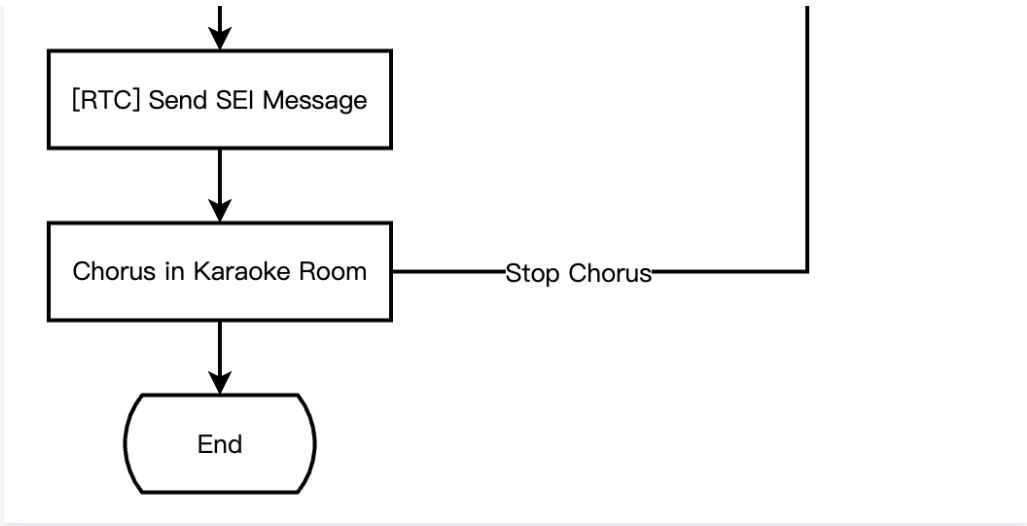 [RTC] Send SEI Message
Chorus in Karaoke Room
Stop Chorus
End